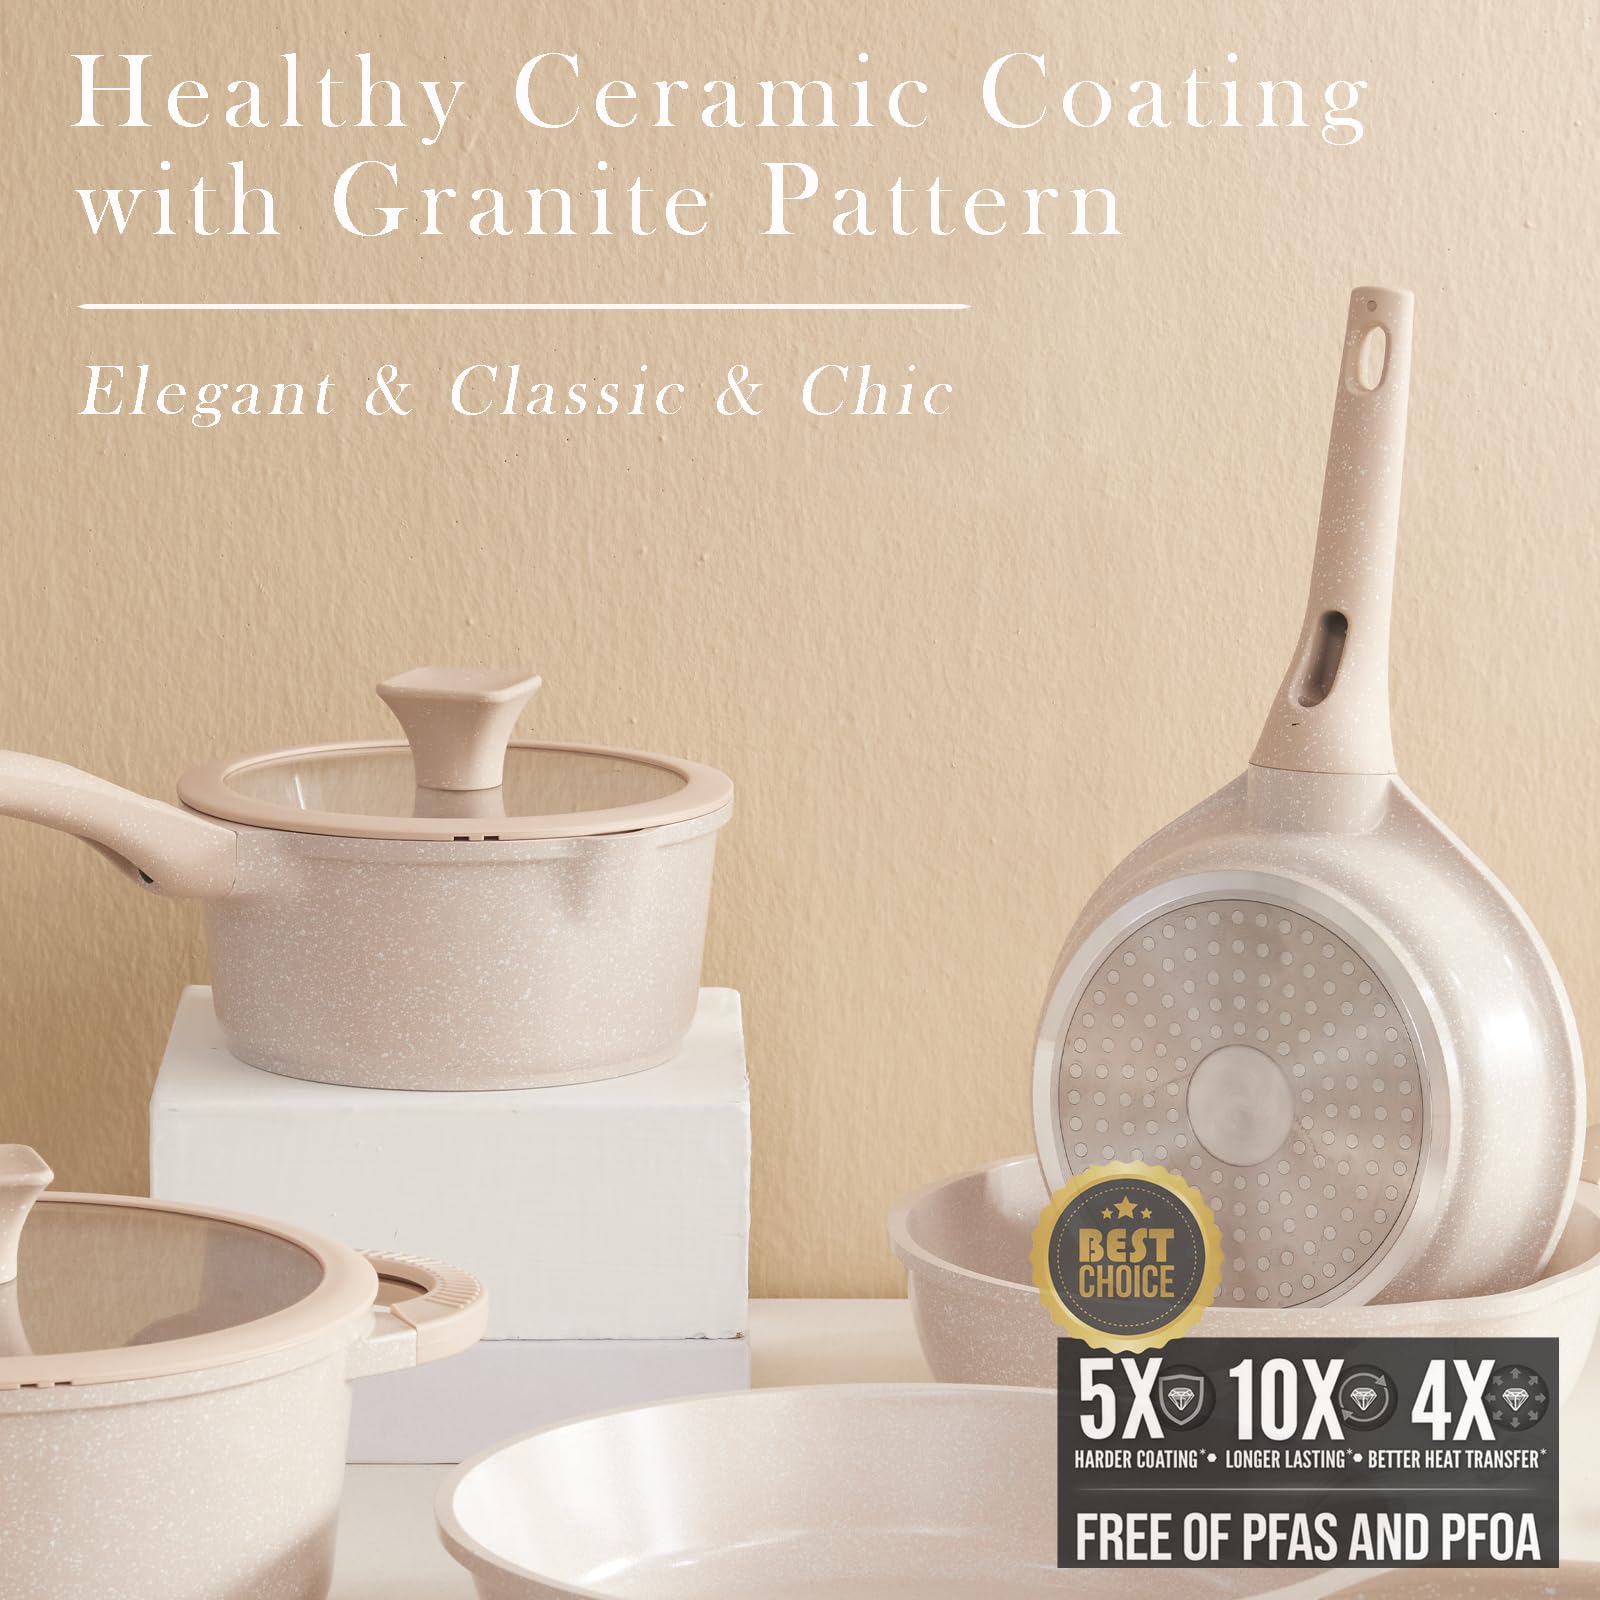 Healthy Ceramic Coating
with Granite Pattern
Elegant & Classic & Chic
BEST
CHOICE
5X 10X 4X
HARDER COATING* • LONGER LASTING* • BETTER HEAT TRANSFER*
FREE OF PFAS AND PFOA